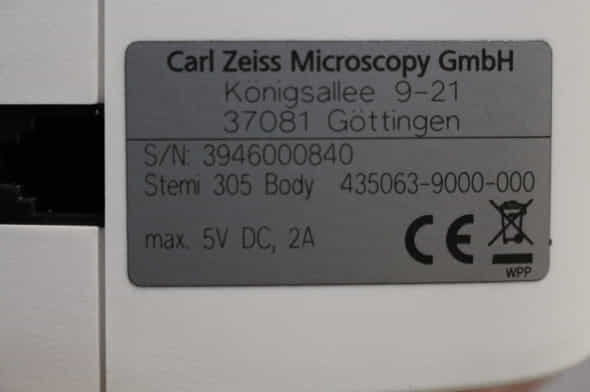 Carl Zeiss Microscopy GmbH
Königsallee 9-21
37081 Göttingen
S/N: 3946000840
Stemi 305 Body 435063-9000-000
max. 5V DC, 2A
CE
WPP